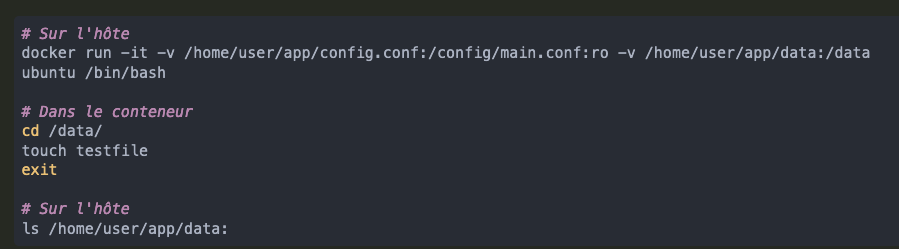 # Sur l'hôte
docker run -it -v /home/user/app/config.conf:/config/main.conf:ro -v /home/user/app/data:/data
ubuntu /bin/bash
# Dans le conteneur
cd /data/
touch testfile
exit
# Sur l'hôte
ls /home/user/app/data: